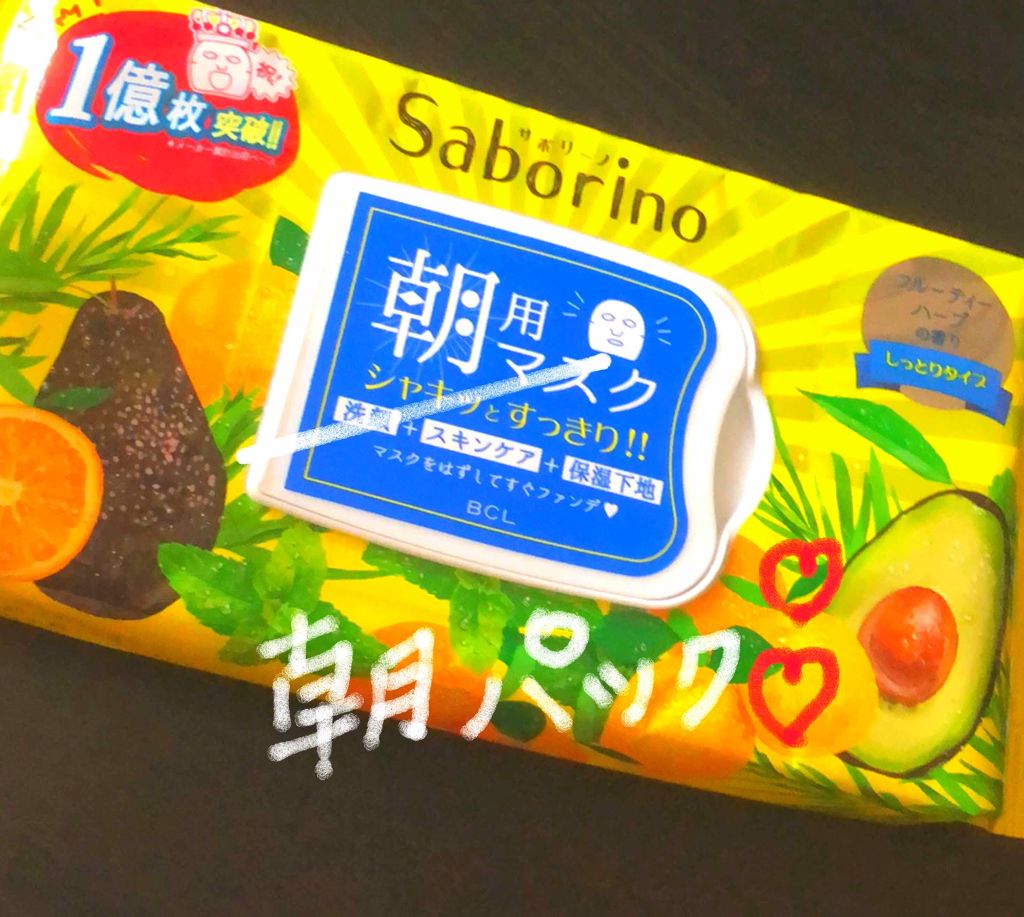 祝!
1億枚突破!!
サボリーノ
Saborino
フルーティー
ハーブ
の香り
しっとりタイプ
朝用
マスク
シャキッとすっきり!!
洗顔+スキンケア+保湿下地
マスクをはずしてすぐファンデ♥
BCL
朝パック